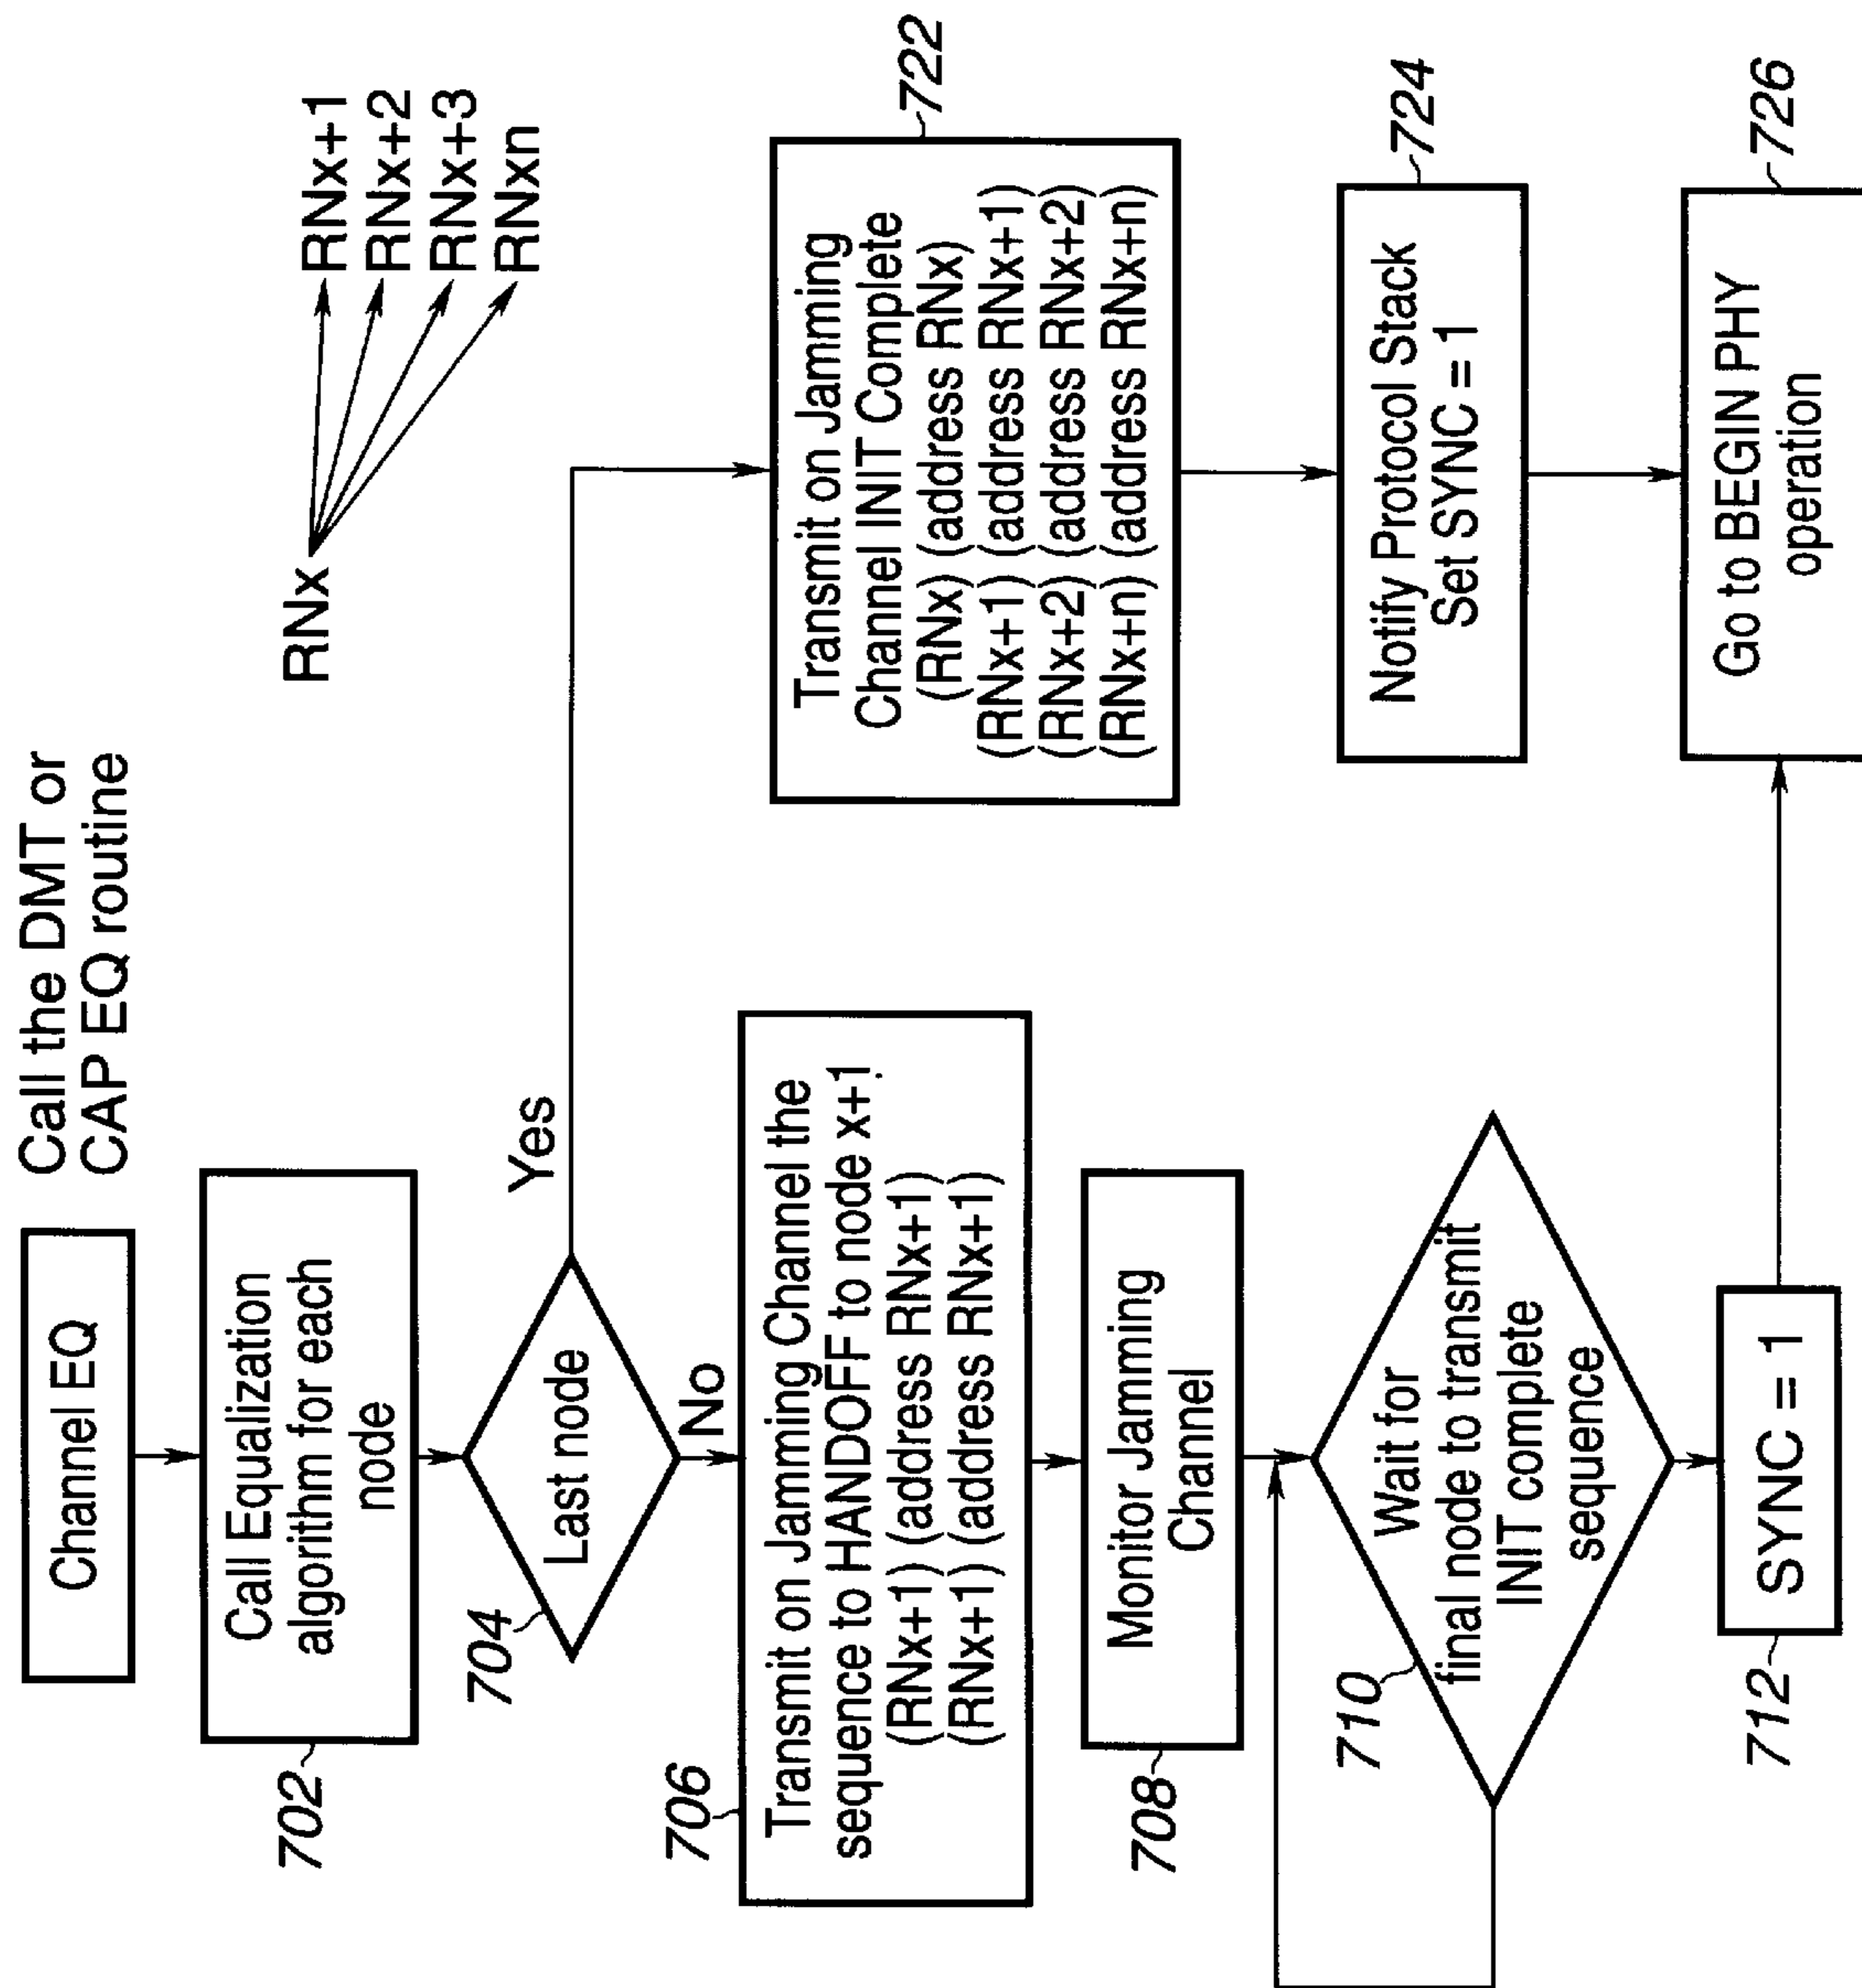 Call the DMT or
CAP EQ routine
Channel EQ
RNx
RNx+1
RNx+2
RNx+3
RNxn
702
Call Equalization
algorithm for each
node
704
Last node
Yes
No
706
Transmit on Jamming Channel the
sequence to HANDOFF to node x+1.
(RNx+1) (address RNx+1)
(RNx+1) (address RNx+1)
708
Monitor Jamming
Channel
710
Wait for
final node to transmit
INIT complete
sequence
712
SYNC = 1
722
Transmit on Jamming
Channel INIT Complete
(RNx) (address RNx)
(RNx+1) (address RNx+1)
(RNx+2) (address RNx+2)
(RNx+n) (address RNx+n)
724
Notify Protocol Stack
Set SYNC = 1
726
Go to BEGIN PHY
operation